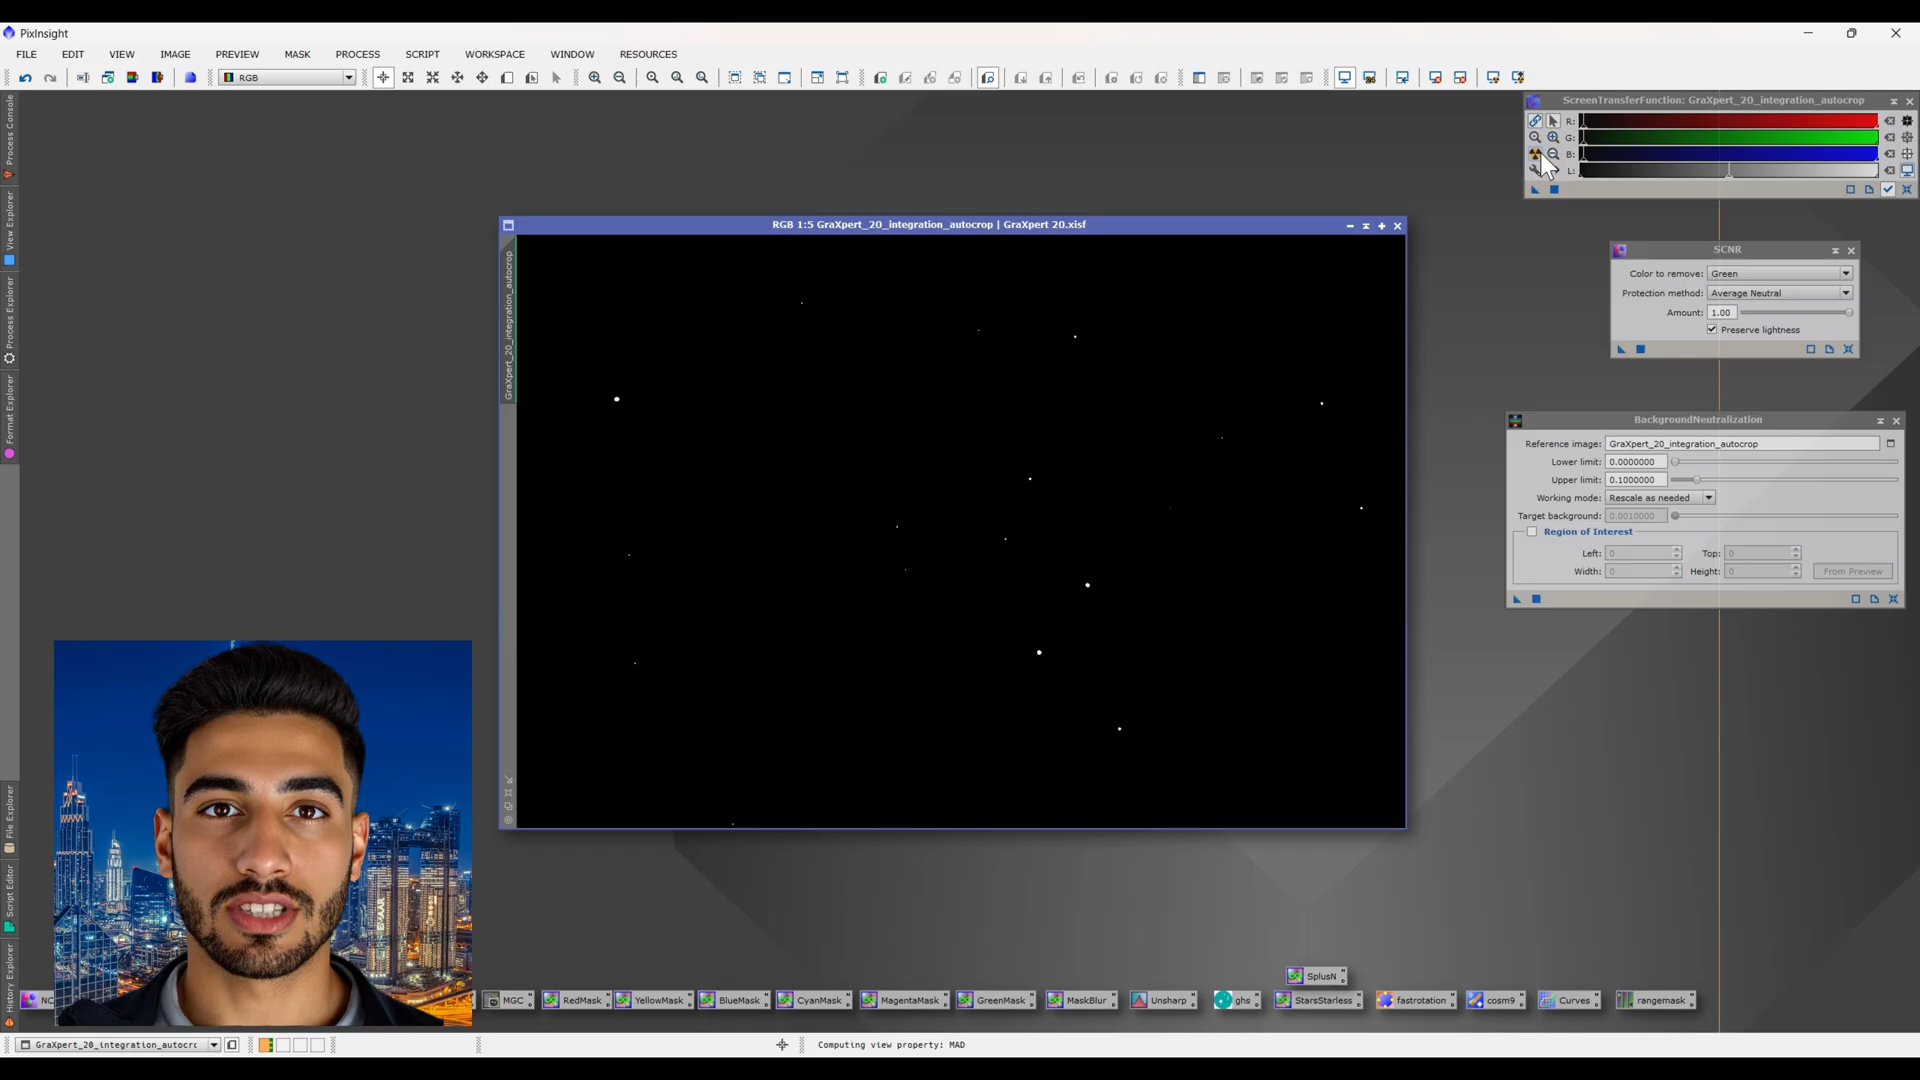 PixInsight
FILE EDIT VIEW IMAGE PREVIEW MASK PROCESS SCRIPT WORKSPACE WINDOW RESOURCES
RGB
Process Console
View Explorer
Process Explorer
Format Explorer
File Explorer
Script Editor
History Explorer
ScreenTransferFunction: GraXpert_20_integration_autocrop
R:
G:
B:
L:
RGB 1:5 GraXpert_20_integration_autocrop | GraXpert 20.xisf
GraXpert_20_integration_autocrop
SCNR
Color to remove: Green
Protection method: Average Neutral
Amount: 1.00
Preserve lightness
BackgroundNeutralization
Reference image: GraXpert_20_integration_autocrop
Lower limit: 0.0000000
Upper limit: 0.1000000
Working mode: Rescale as needed
Target background: 0.0010000
Region of Interest
Left: 0 Top: 0
Width: 0 Height: 0 From Preview
EMAAR
SplusN
NC MGC RedMask YellowMask BlueMask CyanMask MagentaMask GreenMask MaskBlur Unsharp ghs StarsStarless fastrotation cosm9 Curves rangemask
GraXpert_20_integration_autocrc Computing view property: MAD